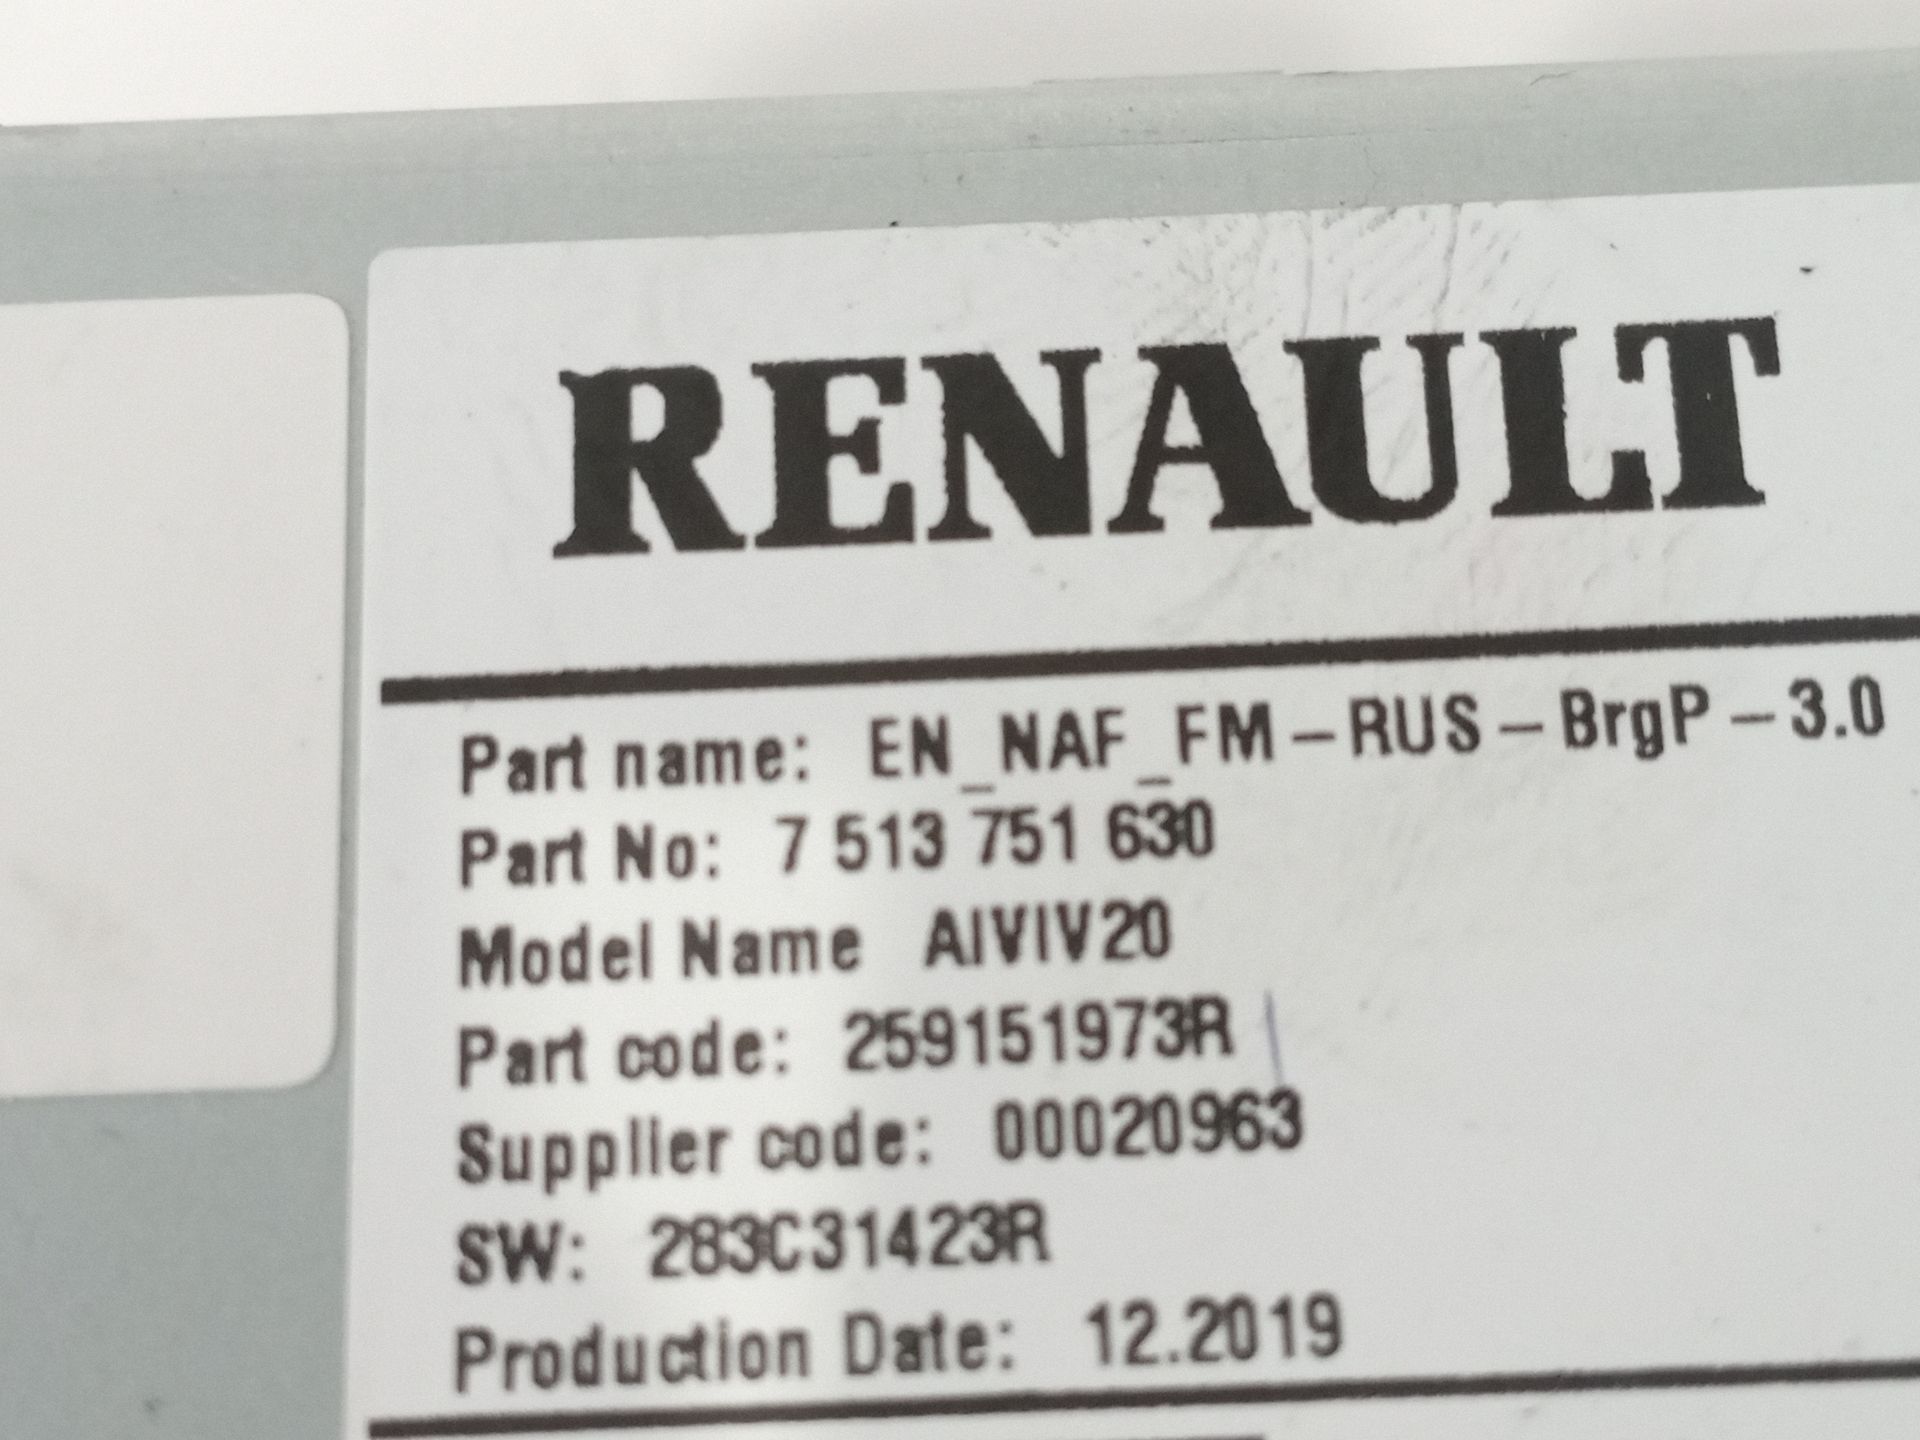 RENAULT
Part name: EN_NAF_FM-RUS-BrgP-3.0
Part No: 7 513 751 630
Model Name AIVIV20
Part code: 259151973R
Supplier code: 00020963
SW: 283C31423R
Production Date: 12.2019